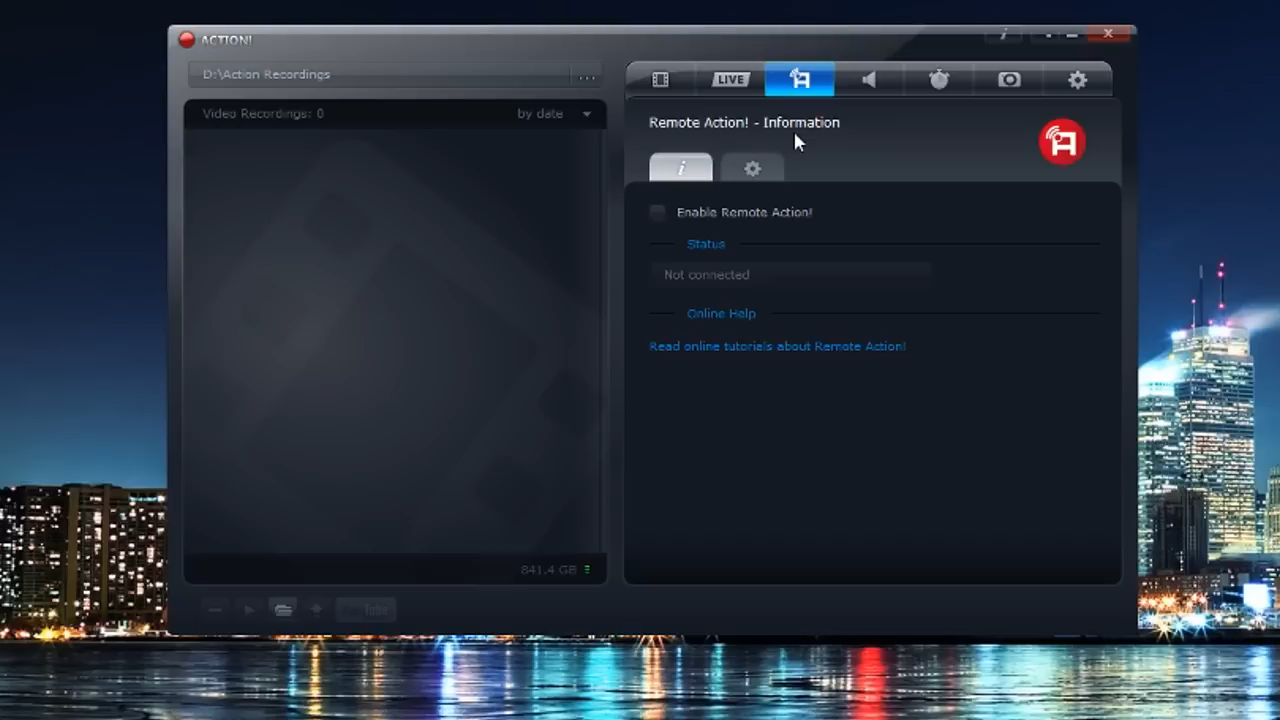 ACTION!
D:\Action Recordings
...
Video Recordings: 0
by date
LIVE
Remote Action! - Information
Enable Remote Action!
Status
Not connected
Online Help
Read online tutorials about Remote Action!
841.4 GB
Tube